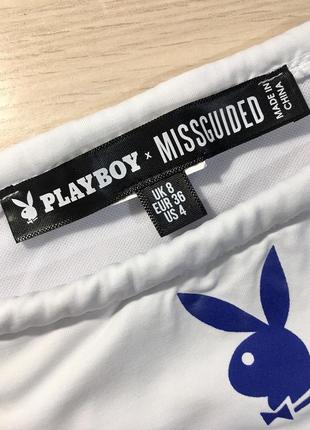 PLAYBOY x MISSGUIDED
MADE IN
CHINA
UK 8
EUR 36
US 4